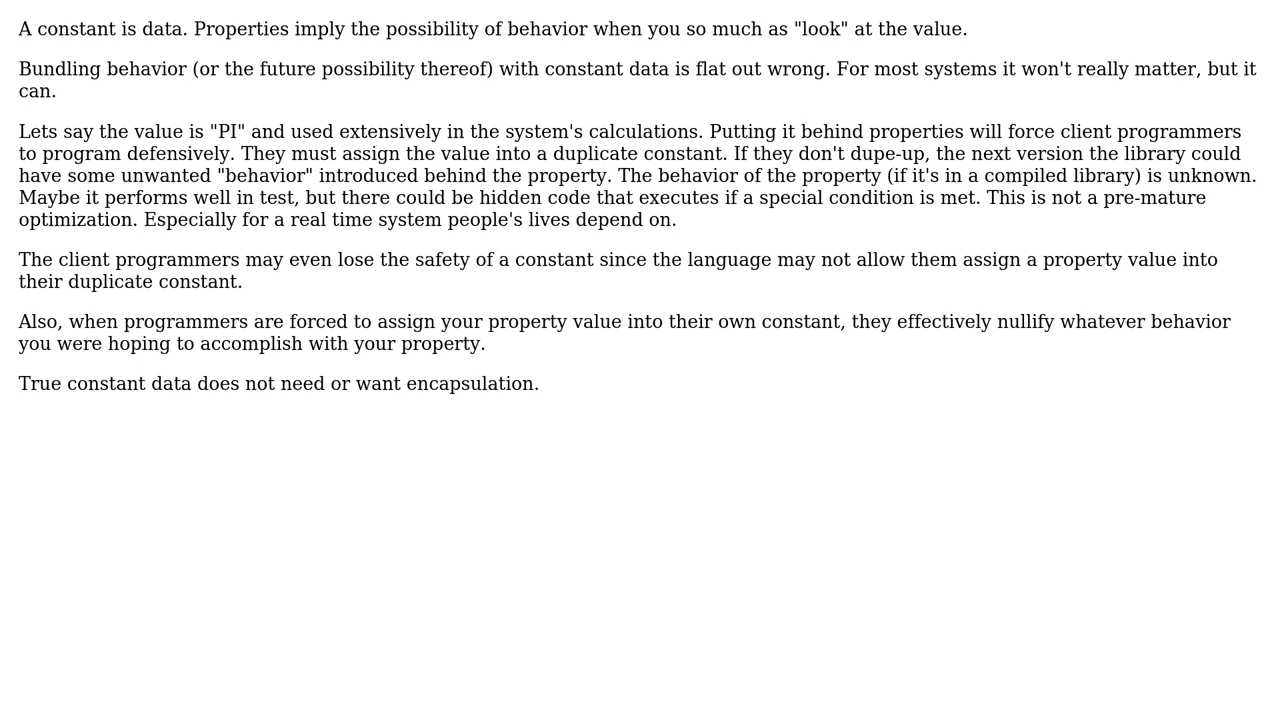 A constant is data. Properties imply the possibility of behavior when you so much as "look" at the value.
Bundling behavior (or the future possibility thereof) with constant data is flat out wrong. For most systems it won't really matter, but it
can.
Lets say the value is "PI" and used extensively in the system's calculations. Putting it behind properties will force client programmers
to program defensively. They must assign the value into a duplicate constant. If they don't dupe-up, the next version the library could
have some unwanted "behavior" introduced behind the property. The behavior of the property (if it's in a compiled library) is unknown.
Maybe it performs well in test, but there could be hidden code that executes if a special condition is met. This is not a pre-mature
optimization. Especially for a real time system people's lives depend on.
The client programmers may even lose the safety of a constant since the language may not allow them assign a property value into
their duplicate constant.
Also, when programmers are forced to assign your property value into their own constant, they effectively nullify whatever behavior
you were hoping to accomplish with your property.
True constant data does not need or want encapsulation.